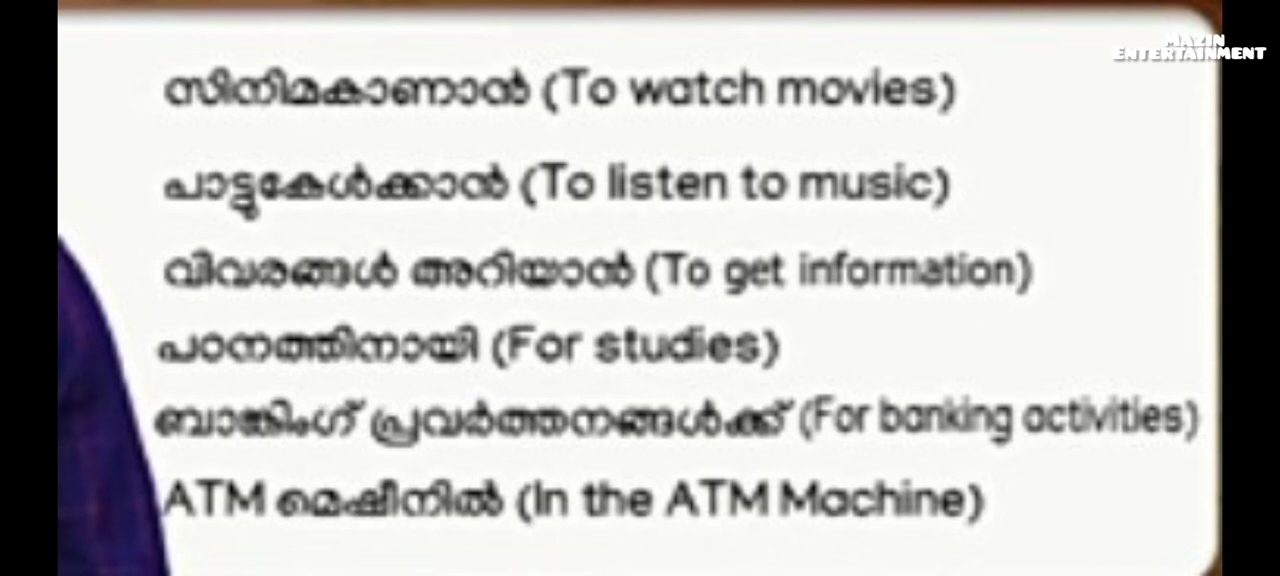 MAZIN
ENTERTAINMENT
സിനിമകാണാൻ (To watch movies)
പാട്ടുകേൾക്കാൻ (To listen to music)
വിവരങ്ങൾ അറിയാൻ (To get information)
പഠനത്തിനായി (For studies)
ബാങ്കിംഗ് പ്രവർത്തനങ്ങൾക്ക് (For banking activities)
ATM മെഷീനിൽ (In the ATM Machine)